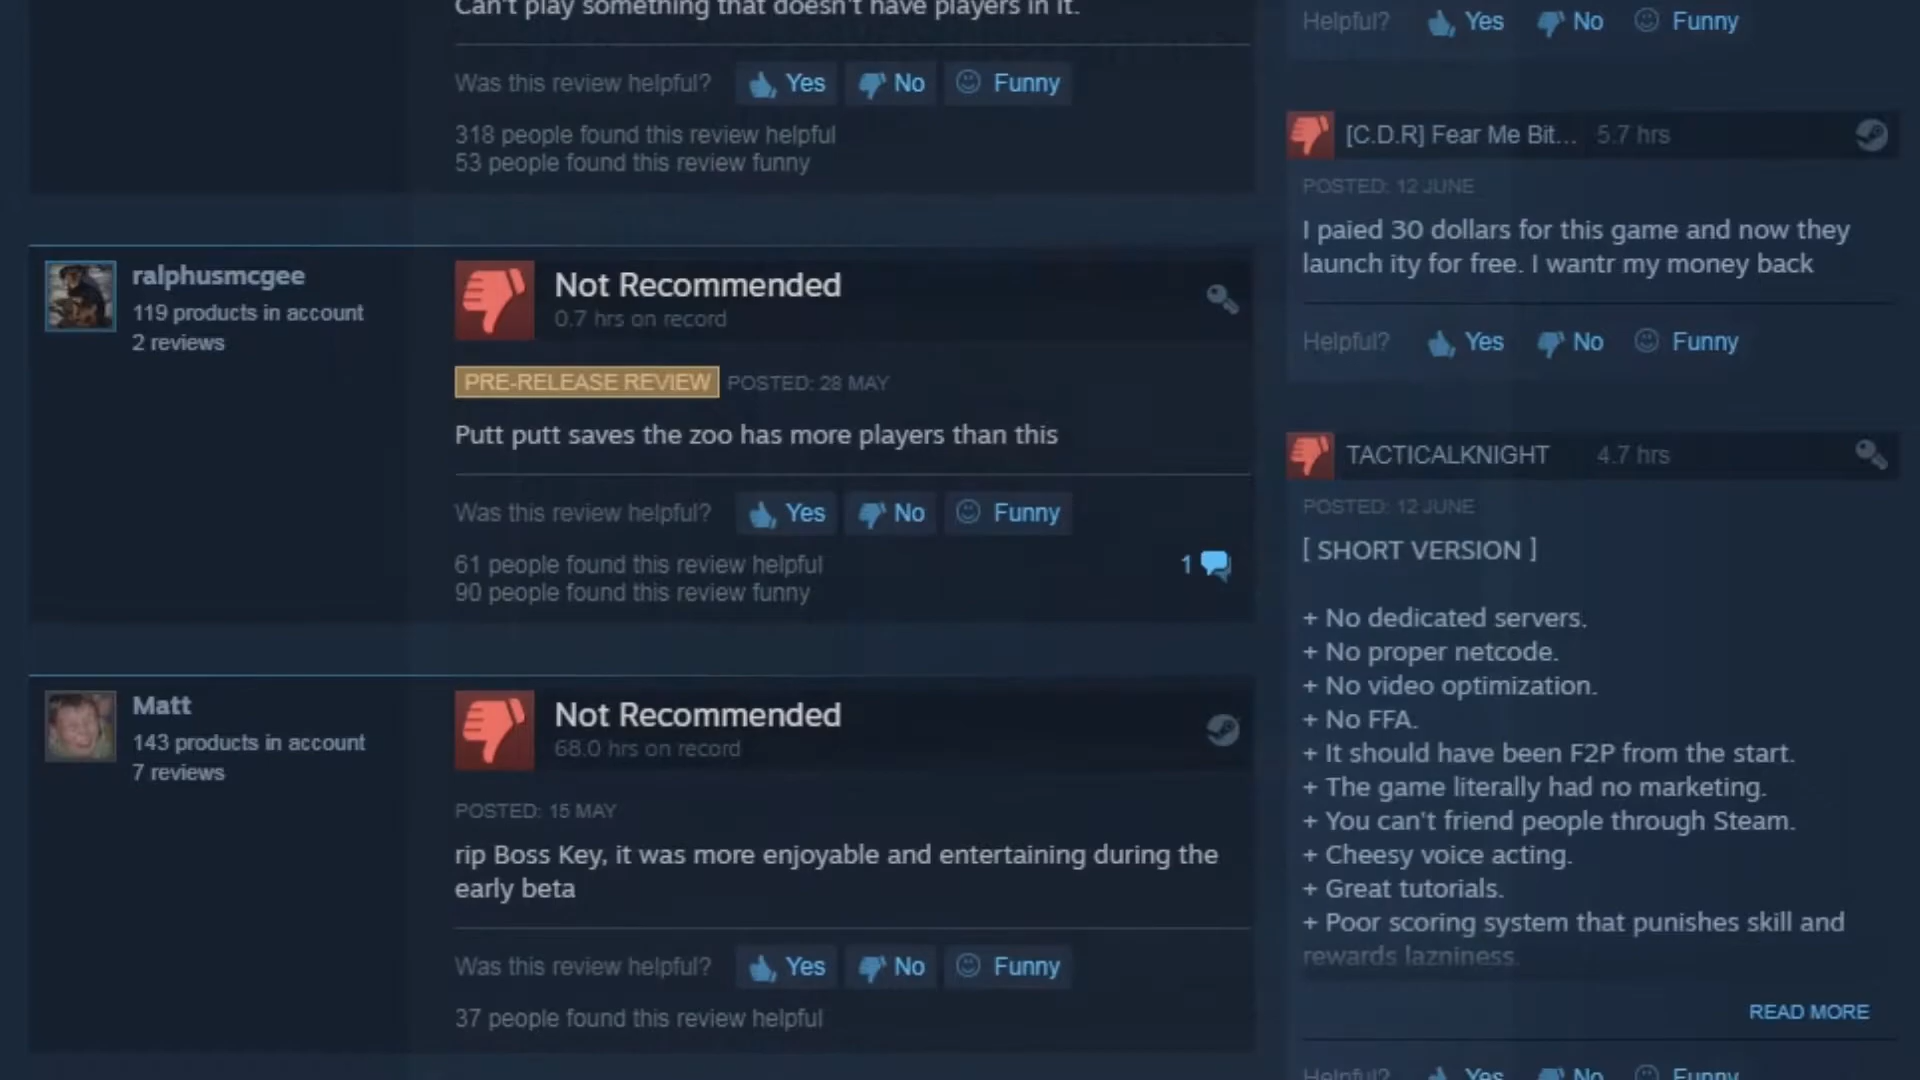 Can't play something that doesn't have players in it.
Was this review helpful? Yes No Funny
318 people found this review helpful
53 people found this review funny
ralphusmcgee
119 products in account
2 reviews
Not Recommended
0.7 hrs on record
PRE-RELEASE REVIEW POSTED: 28 MAY
Putt putt saves the zoo has more players than this
Was this review helpful? Yes No Funny
61 people found this review helpful
1
90 people found this review funny
Matt
143 products in account
7 reviews
Not Recommended
68.0 hrs on record
POSTED: 15 MAY
rip Boss Key, it was more enjoyable and entertaining during the
early beta
Was this review helpful? Yes No Funny
37 people found this review helpful
Helpful? Yes No Funny
[C.D.R] Fear Me Bit... 5.7 hrs
POSTED: 12 JUNE
I paied 30 dollars for this game and now they
launch ity for free. I wantr my money back
Helpful? Yes No Funny
TACTICALKNIGHT 4.7 hrs
POSTED: 12 JUNE
[ SHORT VERSION ]
+ No dedicated servers.
+ No proper netcode.
+ No video optimization.
+ No FFA.
+ It should have been F2P from the start.
+ The game literally had no marketing.
+ You can't friend people through Steam.
+ Cheesy voice acting.
+ Great tutorials.
+ Poor scoring system that punishes skill and
rewards lazniness.
READ MORE
Helpful? Yes No Funny